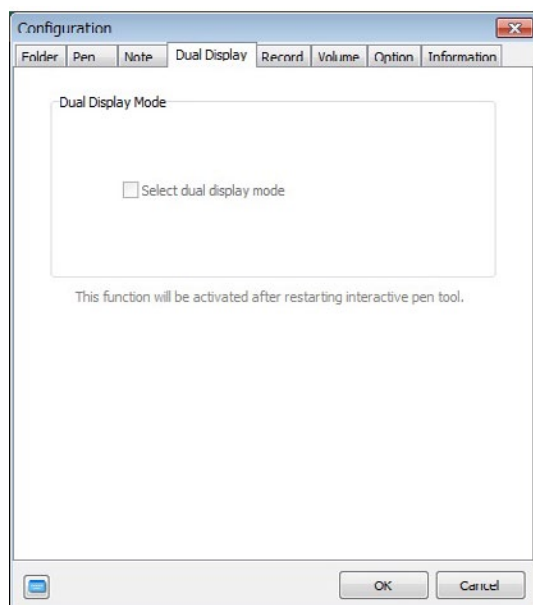 Configuration
Folder Pen Note Dual Display Record Volume Option Information
Dual Display Mode
Select dual display mode
This function will be activated after restarting interactive pen tool.
OK Cancel